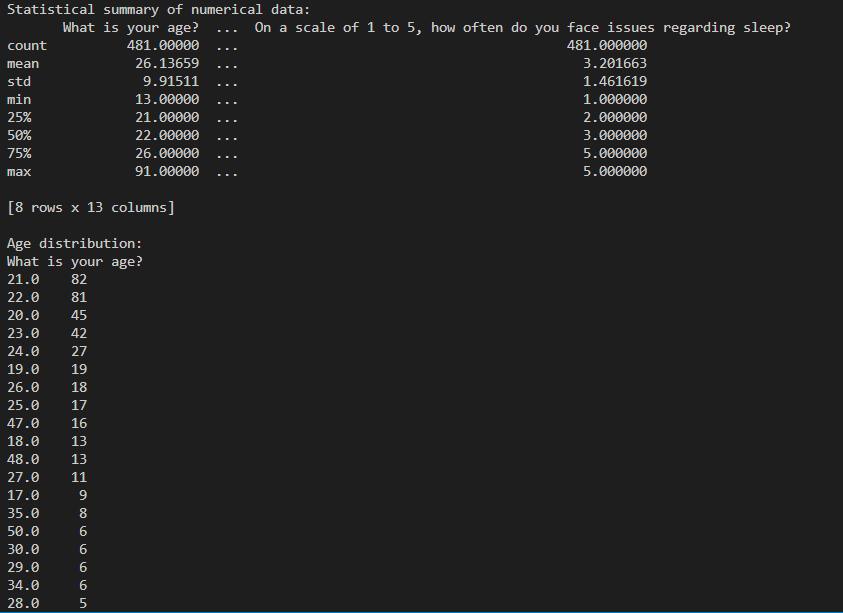 Statistical summary of numerical data:
What is your age? ... On a scale of 1 to 5, how often do you face issues regarding sleep?
count 481.00000 ... 481.000000
mean 26.13659 ... 3.201663
std 9.91511 ... 1.461619
min 13.00000 ... 1.000000
25% 21.00000 ... 2.000000
50% 22.00000 ... 3.000000
75% 26.00000 ... 5.000000
max 91.00000 ... 5.000000
[8 rows x 13 columns]
Age distribution:
What is your age?
21.0 82
22.0 81
20.0 45
23.0 42
24.0 27
19.0 19
26.0 18
25.0 17
47.0 16
18.0 13
48.0 13
27.0 11
17.0 9
35.0 8
50.0 6
30.0 6
29.0 6
34.0 6
28.0 5